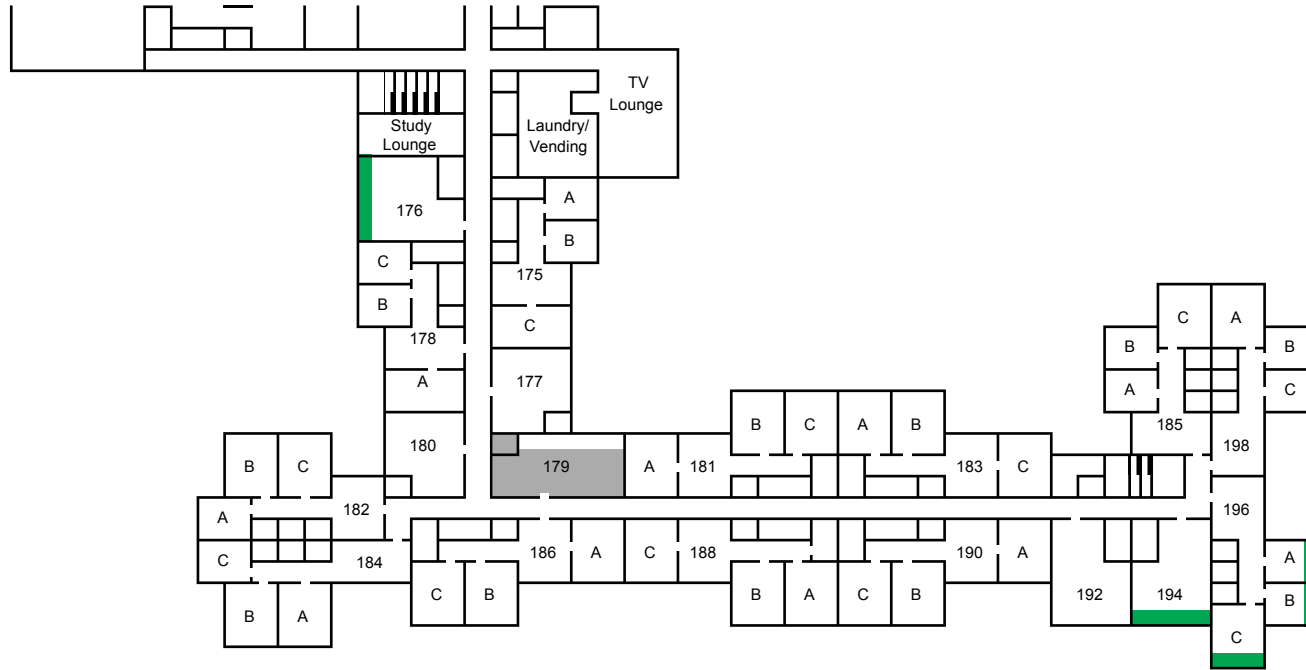 TV
Lounge
Study
Lounge
Laundry/
Vending
A
176
B
C
175
B
C
178
A
177
C A
B B
A C
185
B C A B
180
198
B C
179 A 181
183 C
182
196
A
C
184
186 A C 188
190 A
A
B A
C B
B A C B
192 194
B
C